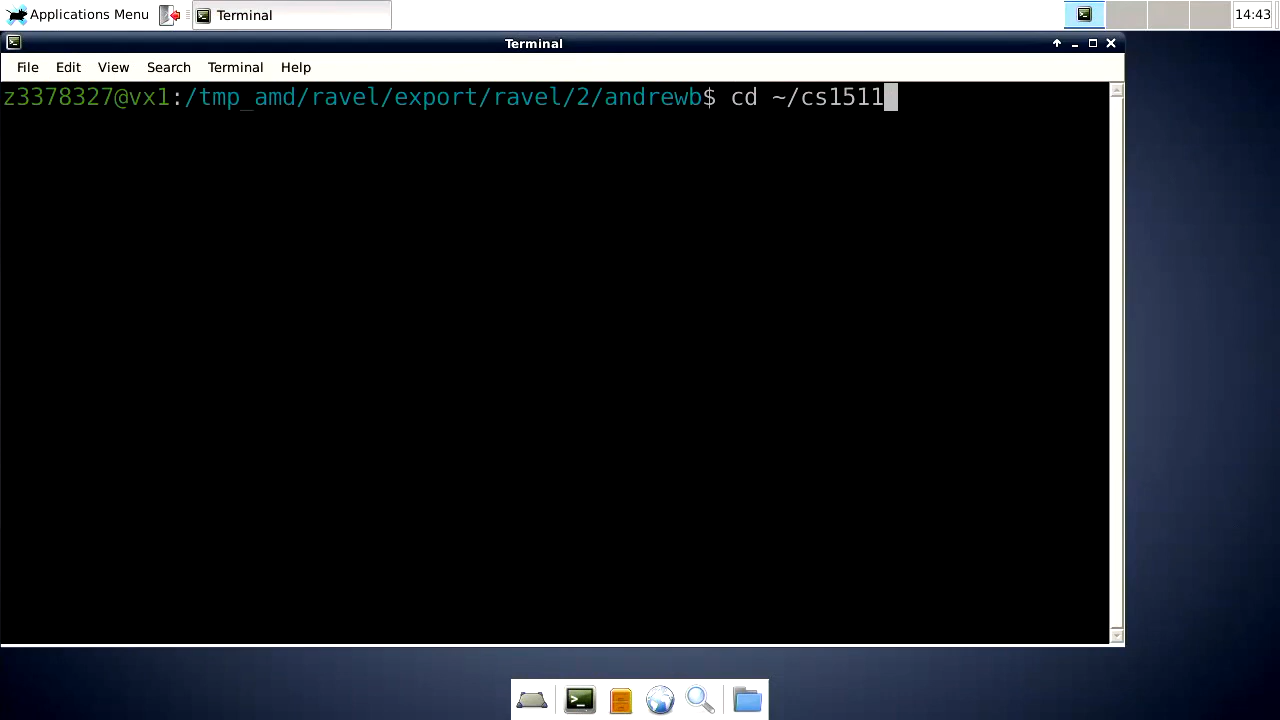 Applications Menu
Terminal
14:43
Terminal
File Edit View Search Terminal Help
z3378327@vx1:/tmp_amd/ravel/export/ravel/2/andrewb$ cd ~/cs1511